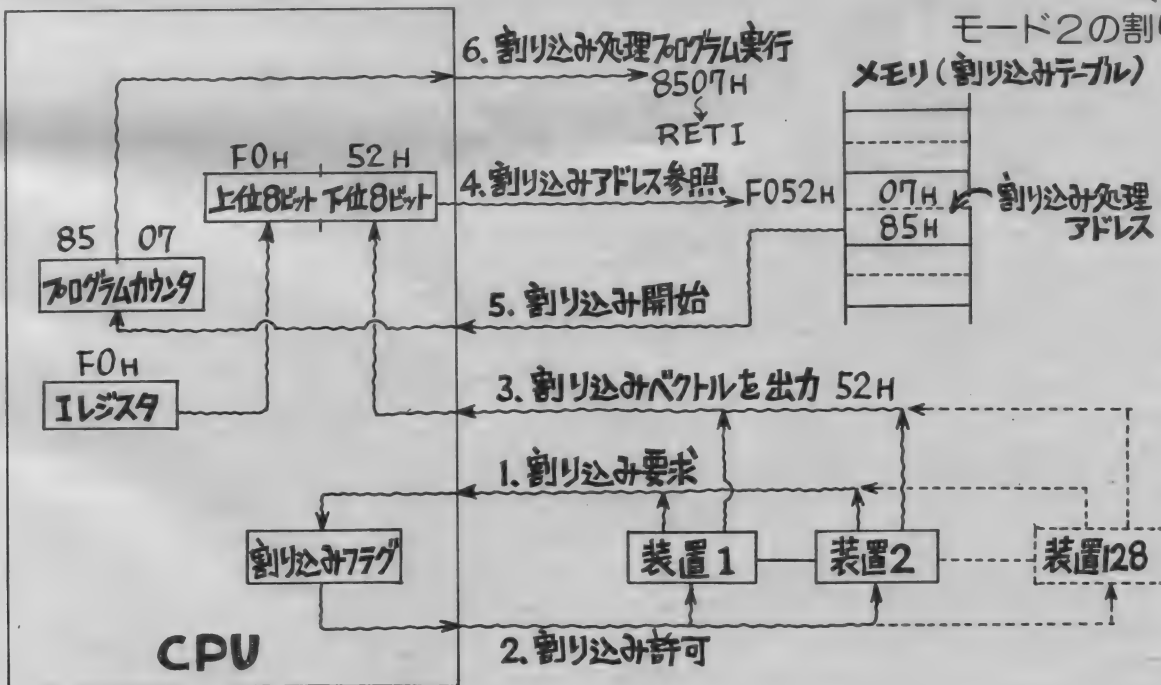 モード2の割り
6. 割り込み処理プログラム実行
8507H
RETI
メモリ(割り込みテーブル)
F0H 52H
上位8ビット 下位8ビット
4. 割り込みアドレス参照
F052H
07H
85H
割り込み処理
アドレス
85 07
プログラムカウンタ
5. 割り込み開始
F0H
Iレジスタ
3. 割り込みベクトルを出力 52H
1. 割り込み要求
割り込みフラグ
装置1
装置2
装置128
2. 割り込み許可
CPU